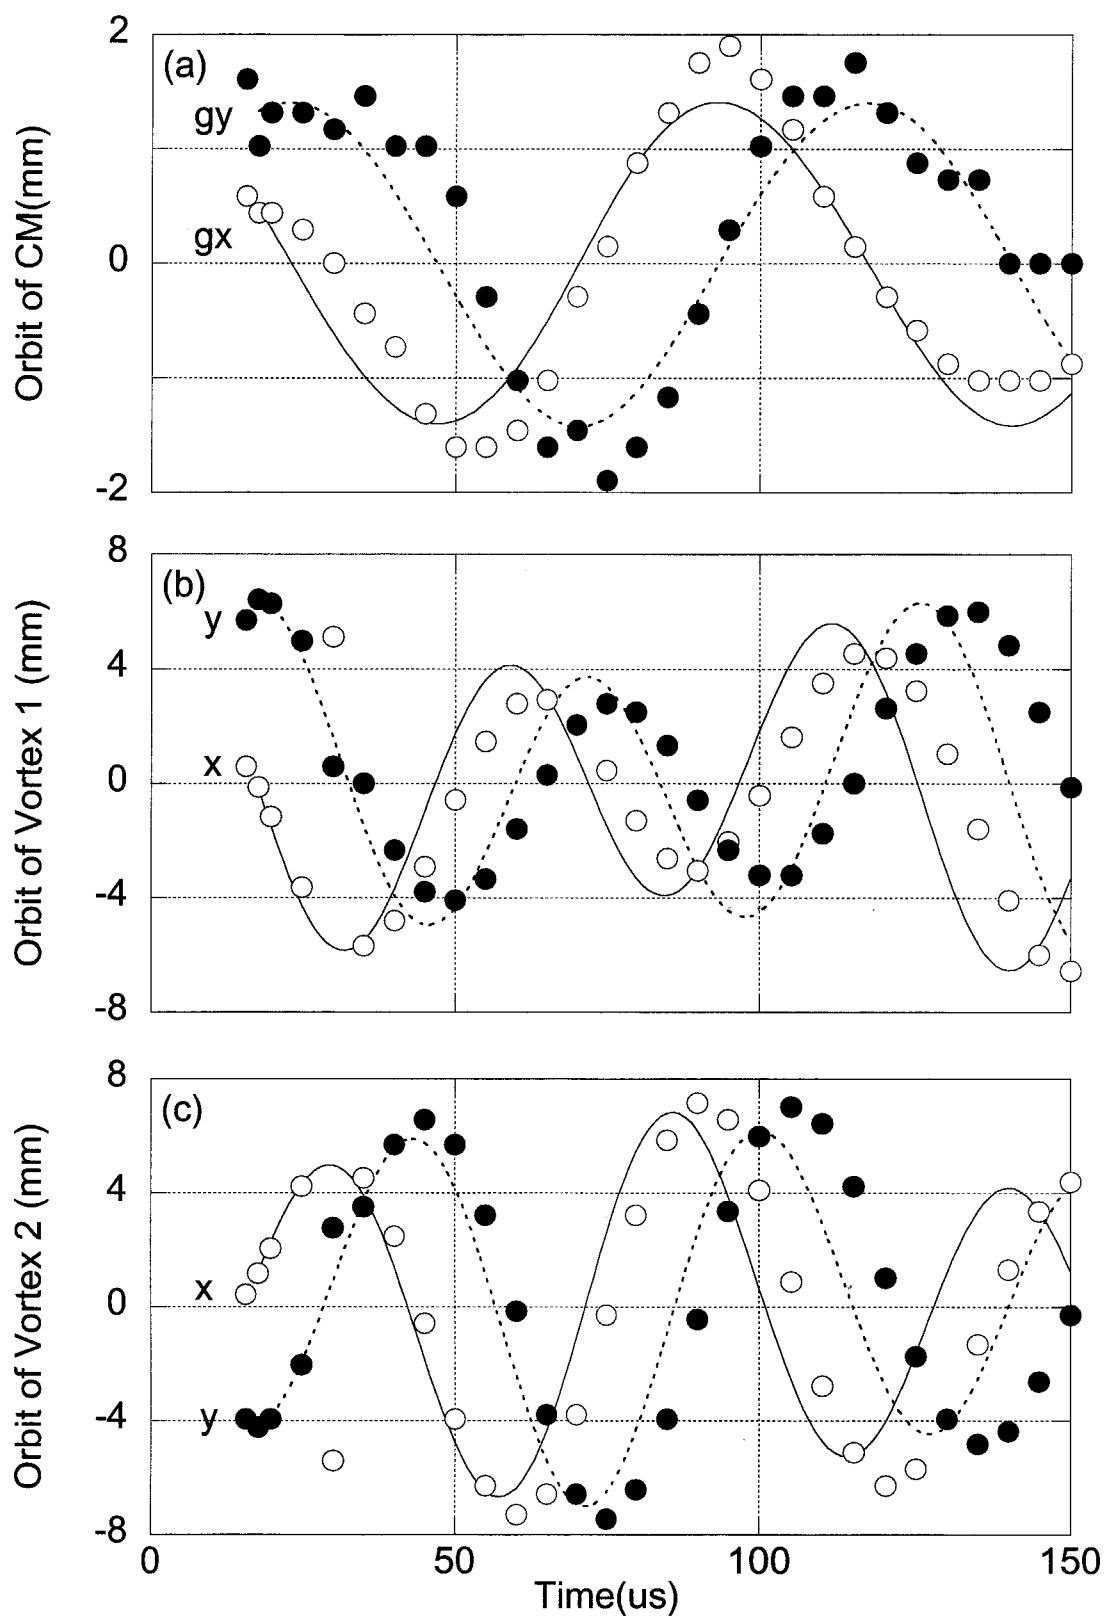 2
(a)
gy
gx
0
-2
Orbit of CM(mm)
8
(b)
y
4
x
0
-4
-8
Orbit of Vortex 1 (mm)
8
(c)
4
x
0
y
-4
-8
Orbit of Vortex 2 (mm)
0 50 100 150
Time(us)